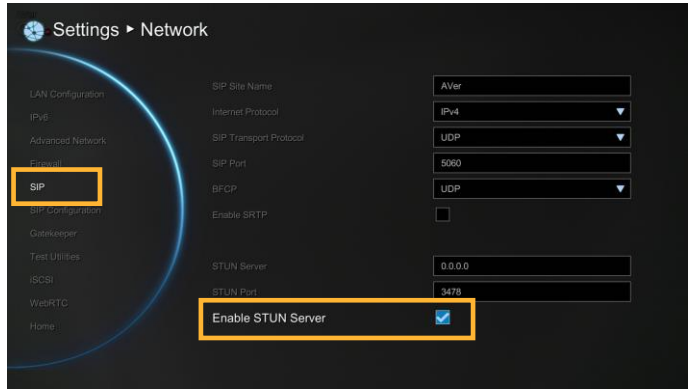 Settings ▸ Network
LAN Configuration
IPv6
Advanced Network
Firewall
SIP
SIP Configuration
Gatekeeper
Test Utilities
iSCSI
WebRTC
Home
SIP Site Name AVer
Internet Protocol IPv4
SIP Transport Protocol UDP
SIP Port 5060
BFCP UDP
Enable SRTP
STUN Server 0.0.0.0
STUN Port 3478
Enable STUN Server